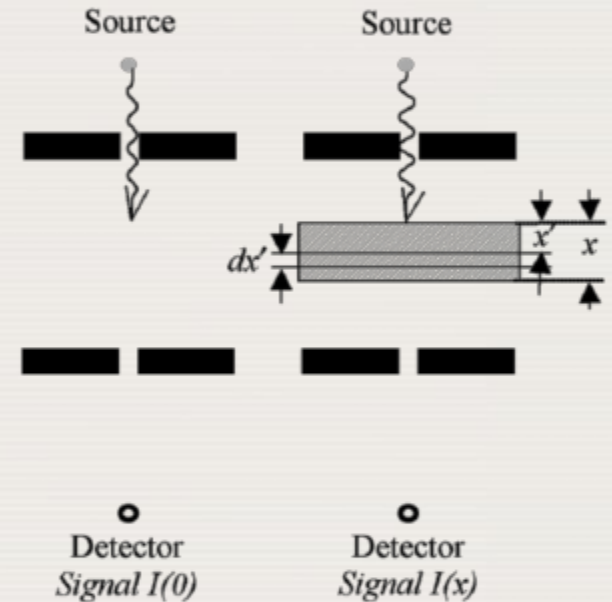 Source
Source
dx'
x'
x
Detector
Signal I(0)
Detector
Signal I(x)